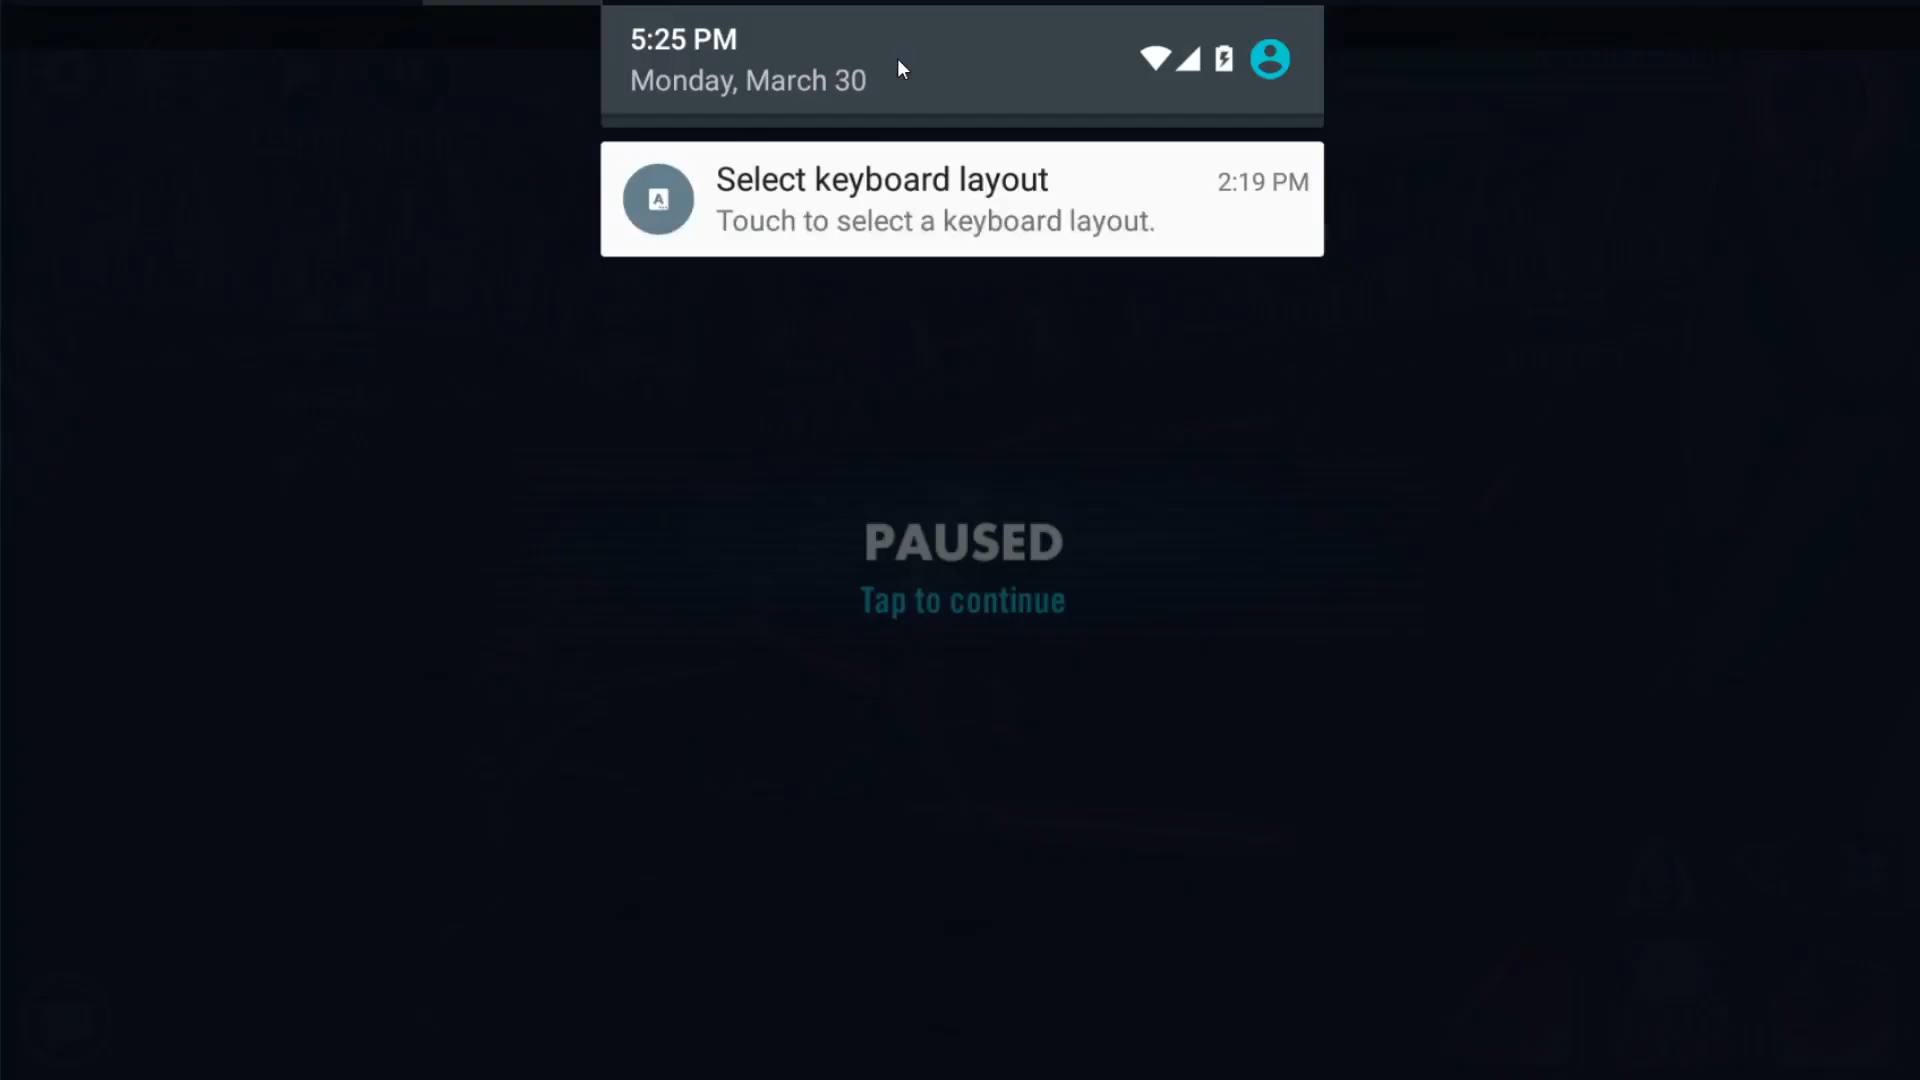 5:25 PM
Monday, March 30
Select keyboard layout
2:19 PM
Touch to select a keyboard layout.
PAUSED
Tap to continue